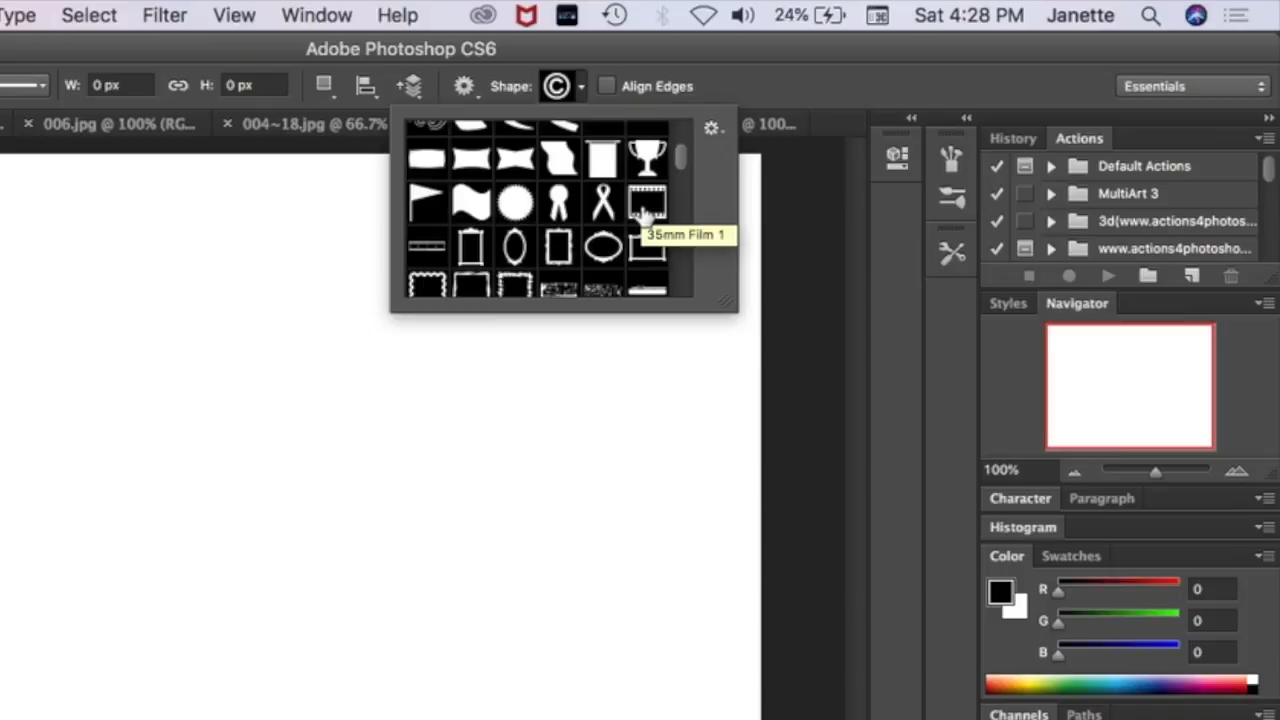 Type Select Filter View Window Help 24% Sat 4:28 PM Janette
Adobe Photoshop CS6
W: 0 px H: 0 px Shape: Align Edges Essentials
006.jpg @ 100% (RG... 004~18.jpg @ 66.7% @ 100...
History Actions
Default Actions
MultiArt 3
3d(www.actions4photos...
www.actions4photosho...
35mm Film 1
Styles Navigator
100%
Character Paragraph
Histogram
Color Swatches
R 0
G 0
B 0
Channels Paths